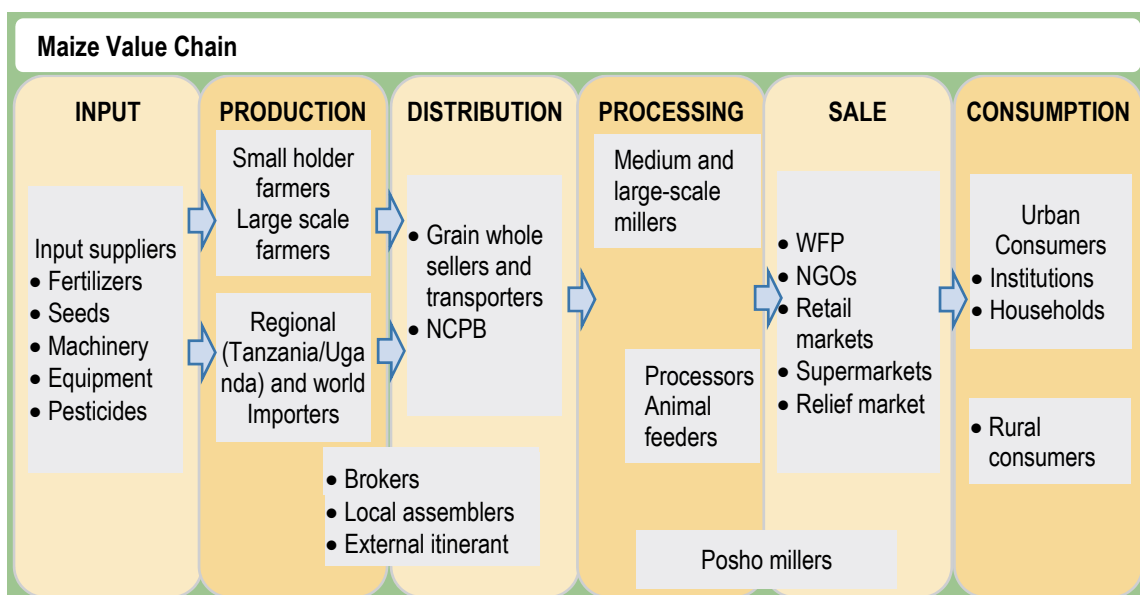 Maize Value Chain
INPUT
Input suppliers
• Fertilizers
• Seeds
• Machinery
• Equipment
• Pesticides
PRODUCTION
Small holder
farmers
Large scale
farmers
Regional
(Tanzania/Uga
nda) and world
Importers
DISTRIBUTION
• Grain whole
sellers and
transporters
• NCPB
• Brokers
• Local assemblers
• External itinerant
PROCESSING
Medium and
large-scale
millers
Processors
Animal
feeders
Posho millers
SALE
• WFP
• NGOs
• Retail
markets
• Supermarkets
• Relief market
CONSUMPTION
Urban
Consumers
• Institutions
• Households
• Rural
consumers